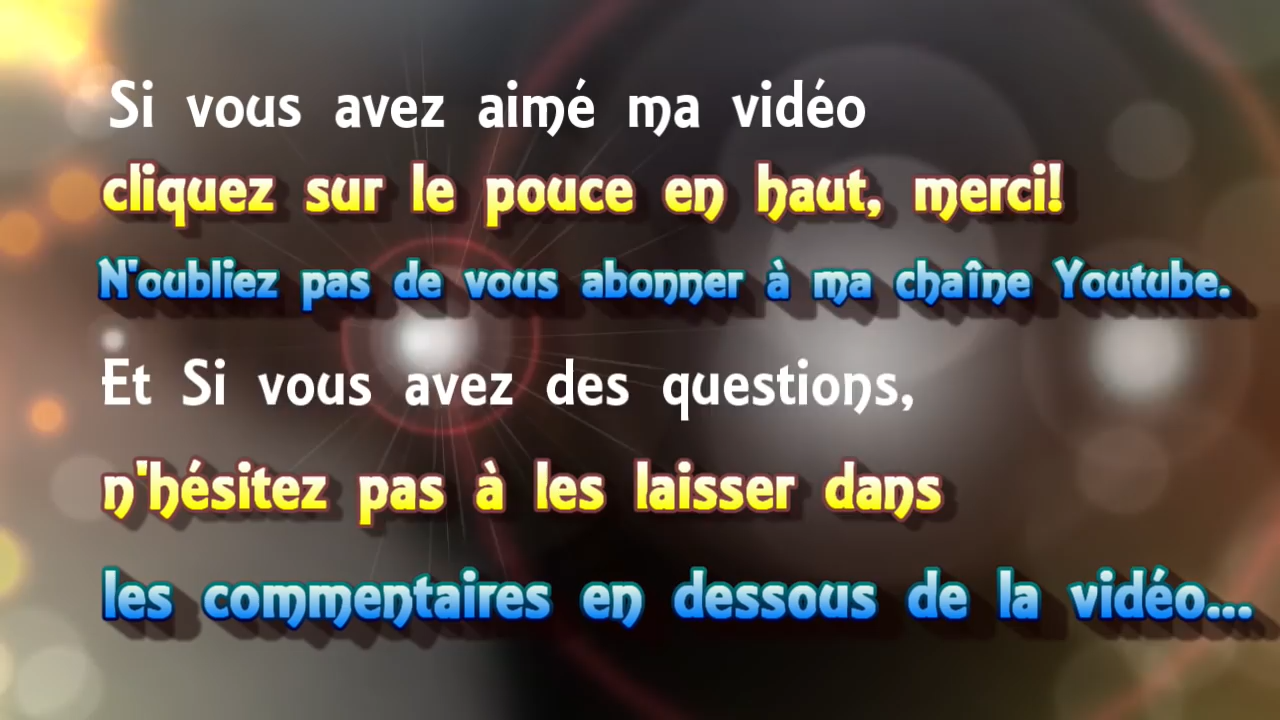 Si vous avez aimé ma vidéo
cliquez sur le pouce en haut, merci!
N'oubliez pas de vous abonner à ma chaîne Youtube.
Et Si vous avez des questions,
n'hésitez pas à les laisser dans
les commentaires en dessous de la vidéo...